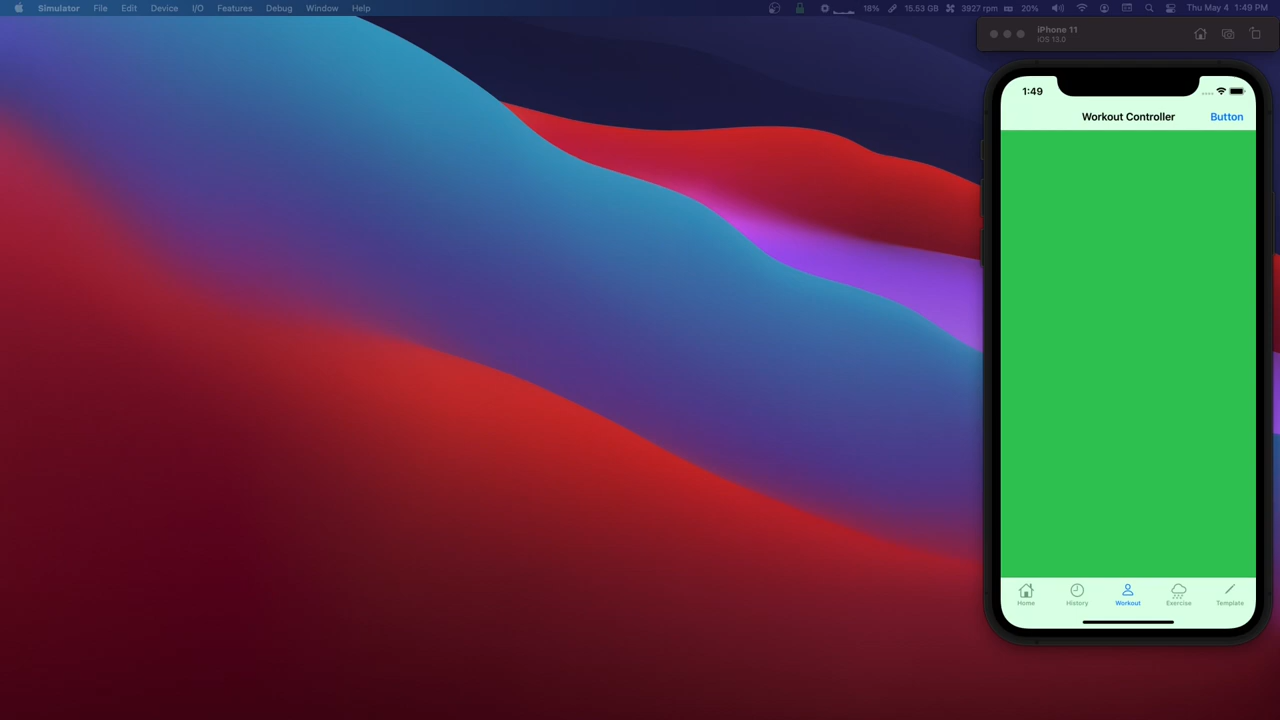 Simulator File Edit Device I/O Features Debug Window Help 18% 15.53 GB 3927 rpm 20% Thu May 4 1:49 PM
iPhone 11
iOS 13.0
1:49
Workout Controller Button
Home History Workout Exercise Template